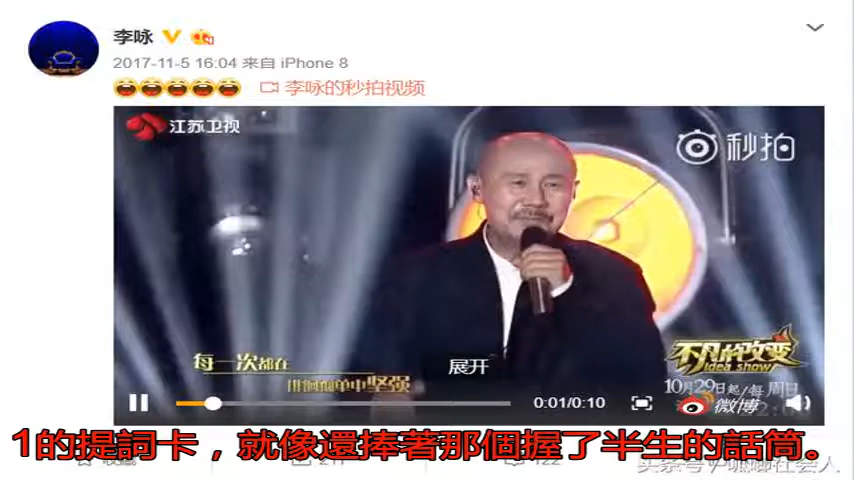 李咏
2017-11-5 16:04 来自 iPhone 8
李咏的秒拍视频
江苏卫视
秒拍
每一次都在
坚强
展开
不凡的改变
Idea show
10月29日起/每周日
微博
0:01/0:10
1的提詞卡，就像還捧著那個握了半生的話筒。